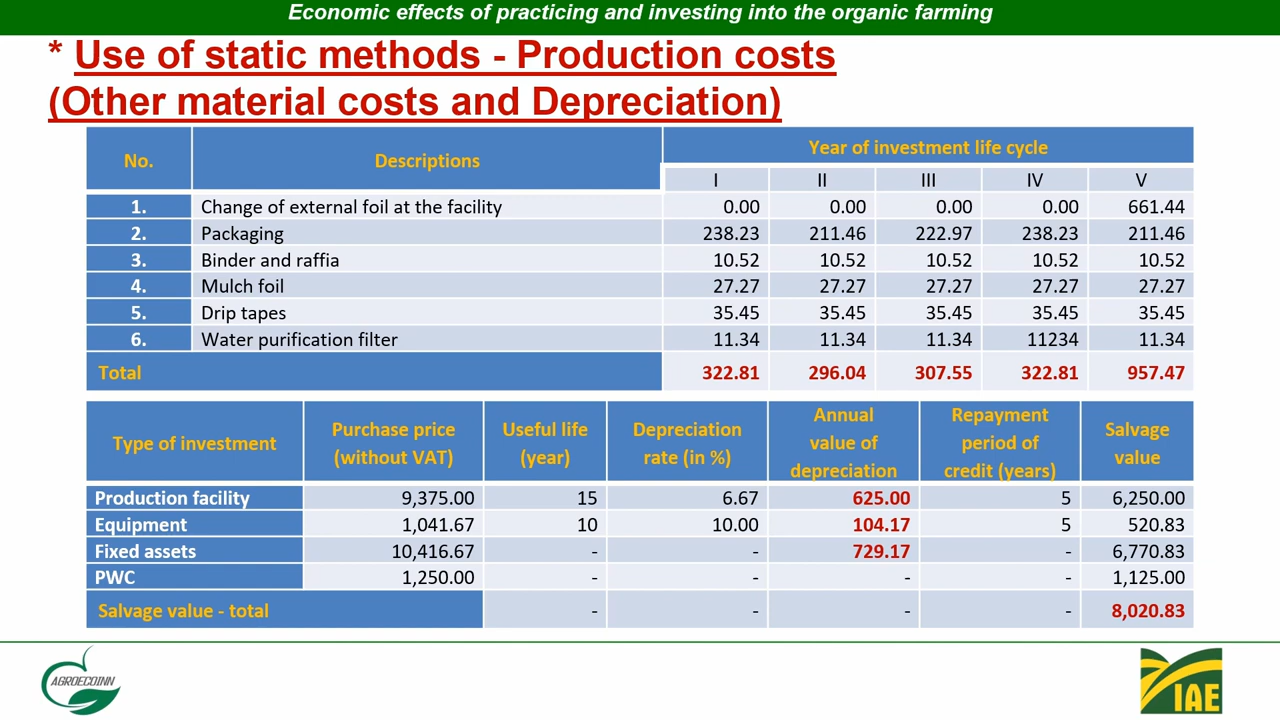 Economic effects of practicing and investing into the organic farming
* Use of static methods - Production costs
(Other material costs and Depreciation)
No. Descriptions Year of investment life cycle
I II III IV V
1. Change of external foil at the facility 0.00 0.00 0.00 0.00 661.44
2. Packaging 238.23 211.46 222.97 238.23 211.46
3. Binder and raffia 10.52 10.52 10.52 10.52 10.52
4. Mulch foil 27.27 27.27 27.27 27.27 27.27
5. Drip tapes 35.45 35.45 35.45 35.45 35.45
6. Water purification filter 11.34 11.34 11.34 11234 11.34
Total 322.81 296.04 307.55 322.81 957.47
Type of investment Purchase price (without VAT) Useful life (year) Depreciation rate (in %) Annual value of depreciation Repayment period of credit (years) Salvage value
Production facility 9,375.00 15 6.67 625.00 5 6,250.00
Equipment 1,041.67 10 10.00 104.17 5 520.83
Fixed assets 10,416.67 - - 729.17 - 6,770.83
PWC 1,250.00 - - - - 1,125.00
Salvage value - total - - - - 8,020.83
AGROECOINN
IAE